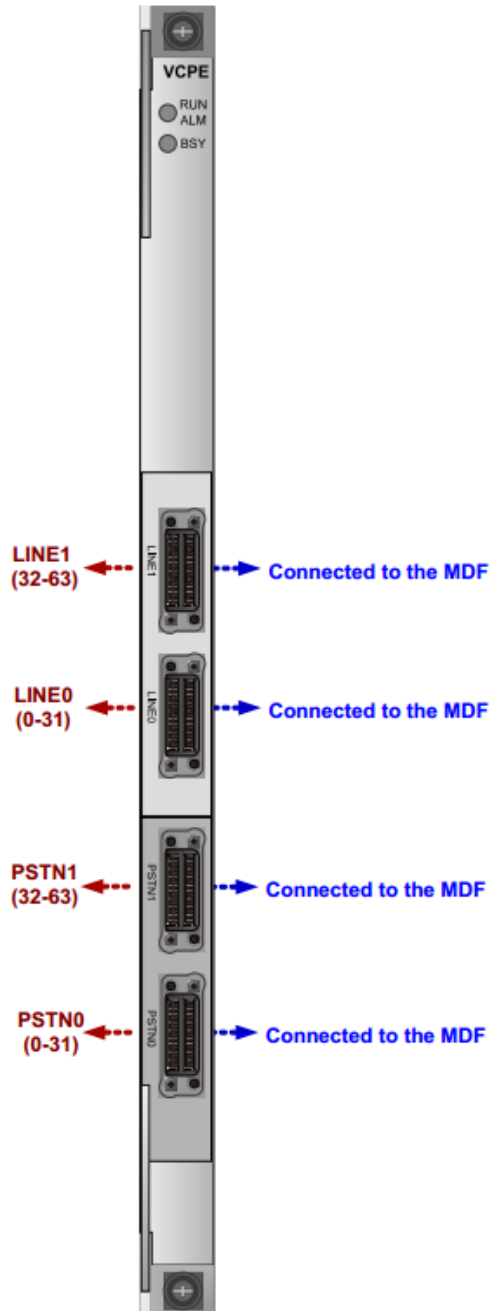 VCPE
RUN
ALM
BSY
LINE1
(32-63)
LINE1
Connected to the MDF
LINE0
(0-31)
LINE0
Connected to the MDF
PSTN1
(32-63)
PSTN1
Connected to the MDF
PSTN0
(0-31)
PSTN0
Connected to the MDF